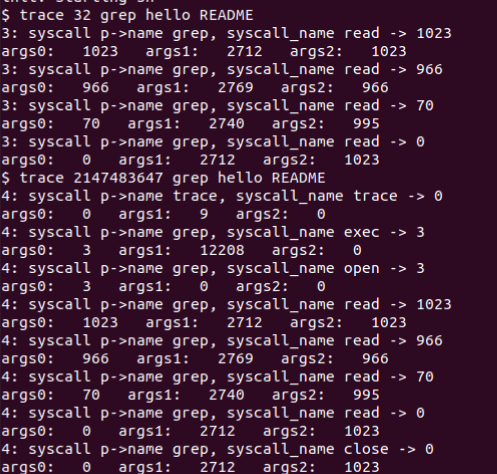 init: starting sh
$ trace 32 grep hello README
3: syscall p->name grep, syscall_name read -> 1023
args0:   1023   args1:   2712   args2:   1023
3: syscall p->name grep, syscall_name read -> 966
args0:   966   args1:   2769   args2:   966
3: syscall p->name grep, syscall_name read -> 70
args0:   70   args1:   2740   args2:   995
3: syscall p->name grep, syscall_name read -> 0
args0:   0   args1:   2712   args2:   1023
$ trace 2147483647 grep hello README
4: syscall p->name trace, syscall_name trace -> 0
args0:   0   args1:   9   args2:   0
4: syscall p->name grep, syscall_name exec -> 3
args0:   3   args1:   12208   args2:   0
4: syscall p->name grep, syscall_name open -> 3
args0:   3   args1:   0   args2:   0
4: syscall p->name grep, syscall_name read -> 1023
args0:   1023   args1:   2712   args2:   1023
4: syscall p->name grep, syscall_name read -> 966
args0:   966   args1:   2769   args2:   966
4: syscall p->name grep, syscall_name read -> 70
args0:   70   args1:   2740   args2:   995
4: syscall p->name grep, syscall_name read -> 0
args0:   0   args1:   2712   args2:   1023
4: syscall p->name grep, syscall_name close -> 0
args0:   0   args1:   2712   args2:   1023